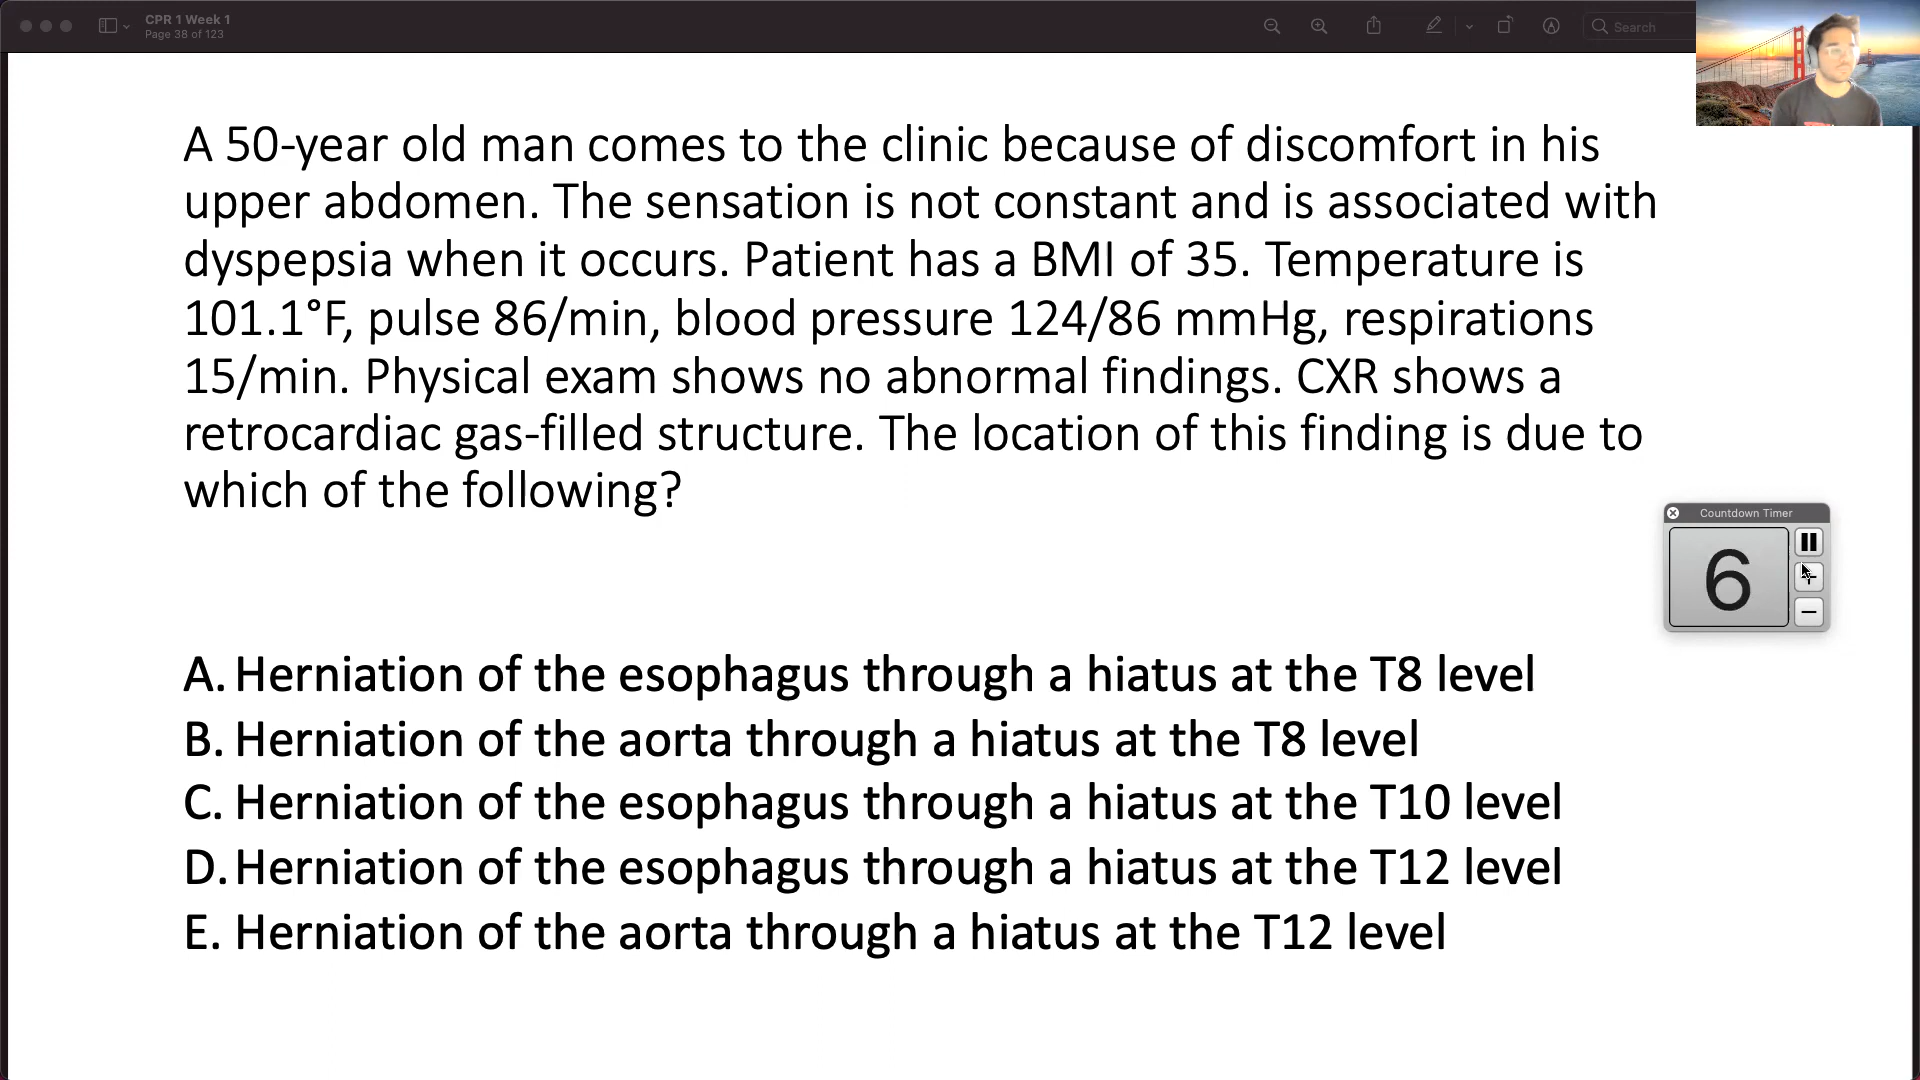 CPR 1 Week 1
Page 38 of 123
Search
A 50-year old man comes to the clinic because of discomfort in his
upper abdomen. The sensation is not constant and is associated with
dyspepsia when it occurs. Patient has a BMI of 35. Temperature is
101.1°F, pulse 86/min, blood pressure 124/86 mmHg, respirations
15/min. Physical exam shows no abnormal findings. CXR shows a
retrocardiac gas-filled structure. The location of this finding is due to
which of the following?
Countdown Timer
6
A. Herniation of the esophagus through a hiatus at the T8 level
B. Herniation of the aorta through a hiatus at the T8 level
C. Herniation of the esophagus through a hiatus at the T10 level
D. Herniation of the esophagus through a hiatus at the T12 level
E. Herniation of the aorta through a hiatus at the T12 level